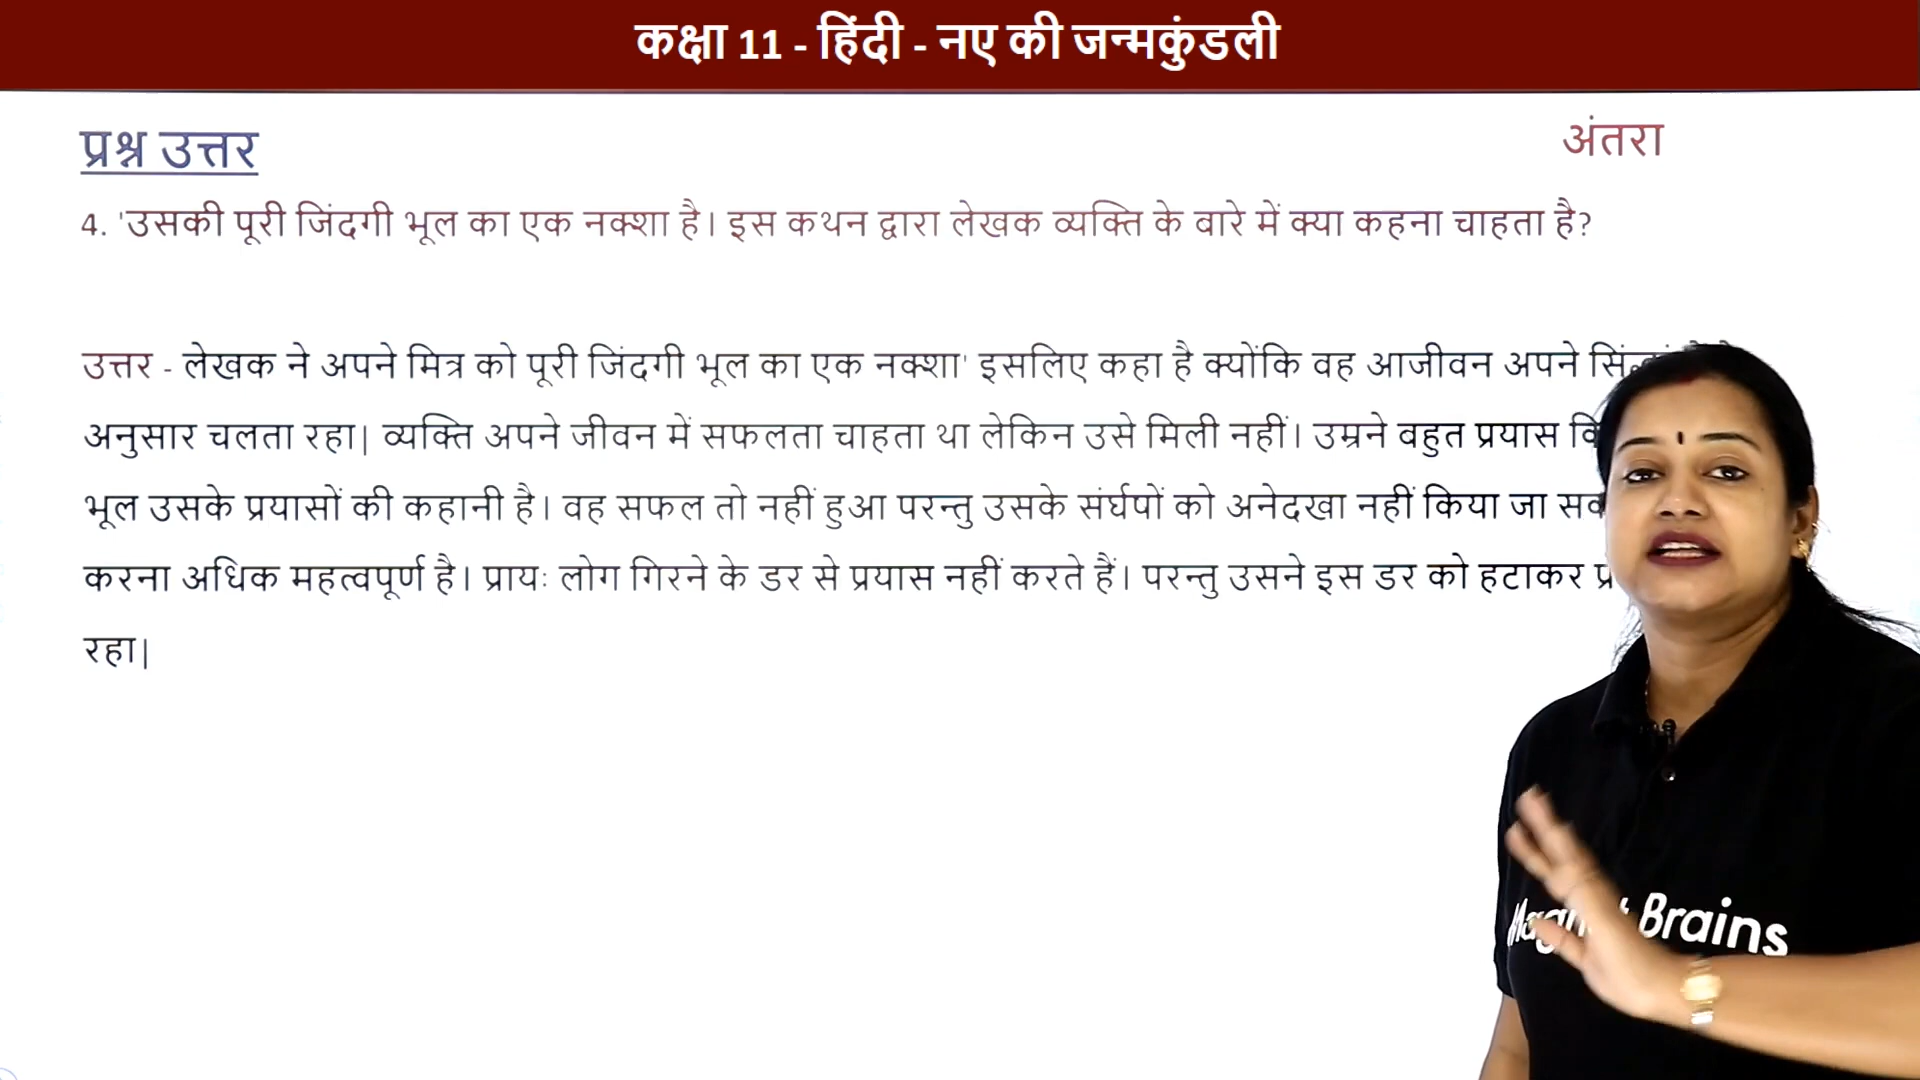 कक्षा 11 - हिंदी - नए की जन्मकुंडली
प्रश्न उत्तर
अंतरा
4. 'उसकी पूरी जिंदगी भूल का एक नक्शा है। इस कथन द्वारा लेखक व्यक्ति के बारे में क्या कहना चाहता है?
उत्तर - लेखक ने अपने मित्र को पूरी जिंदगी भूल का एक नक्शा' इसलिए कहा है क्योंकि वह आजीवन अपने
अनुसार चलता रहा| व्यक्ति अपने जीवन में सफलता चाहता था लेकिन उसे मिली नहीं। उम्रने बहुत प्रयास
भूल उसके प्रयासों की कहानी है। वह सफल तो नहीं हुआ परन्तु उसके संर्घपों को अनेदखा नहीं किया जा
करना अधिक महत्वपूर्ण है। प्रायः लोग गिरने के डर से प्रयास नहीं करते हैं। परन्तु उसने इस डर को हटाकर
रहा|
Brains